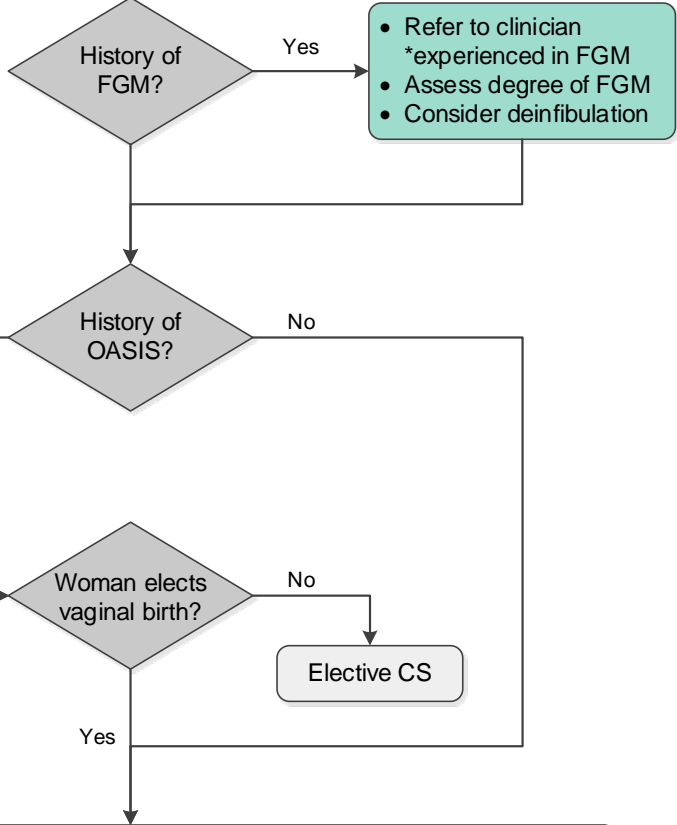 History of
FGM?
Yes
• Refer to clinician
*experienced in FGM
• Assess degree of FGM
• Consider deinfibulation
History of
OASIS?
No
Woman elects
vaginal birth?
No
Elective CS
Yes